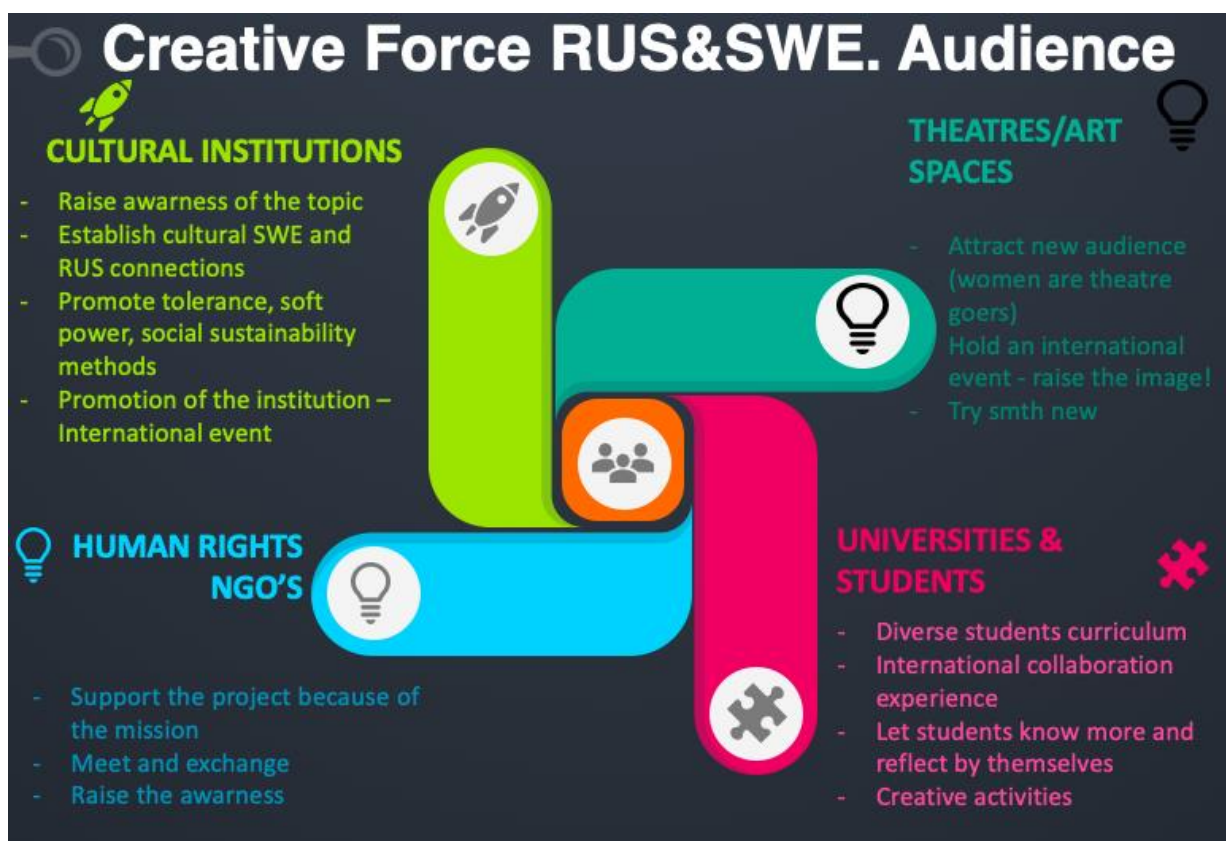 Creative Force RUS&SWE. Audience
CULTURAL INSTITUTIONS
- Raise awarness of the topic
- Establish cultural SWE and
RUS connections
- Promote tolerance, soft
power, social sustainability
methods
- Promotion of the institution –
International event
THEATRES/ART
SPACES
- Attract new audience
(women are theatre
goers)
- Hold an international
event - raise the image!
- Try smth new
HUMAN RIGHTS
NGO'S
- Support the project because of
the mission
- Meet and exchange
- Raise the awarness
UNIVERSITIES &
STUDENTS
- Diverse students curriculum
- International collaboration
experience
- Let students know more and
reflect by themselves
- Creative activities